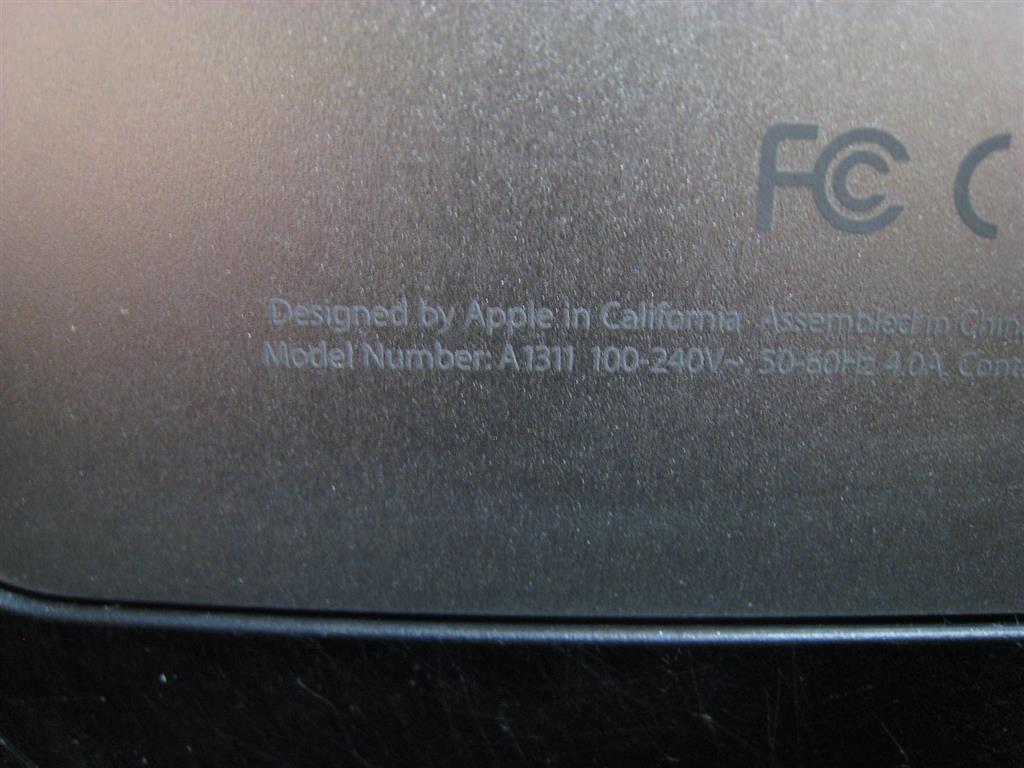 FC C
Designed by Apple in California Assembled in Chin
Model Number: A1311 100-240V~, 50-60Hz 4.0A, Cont